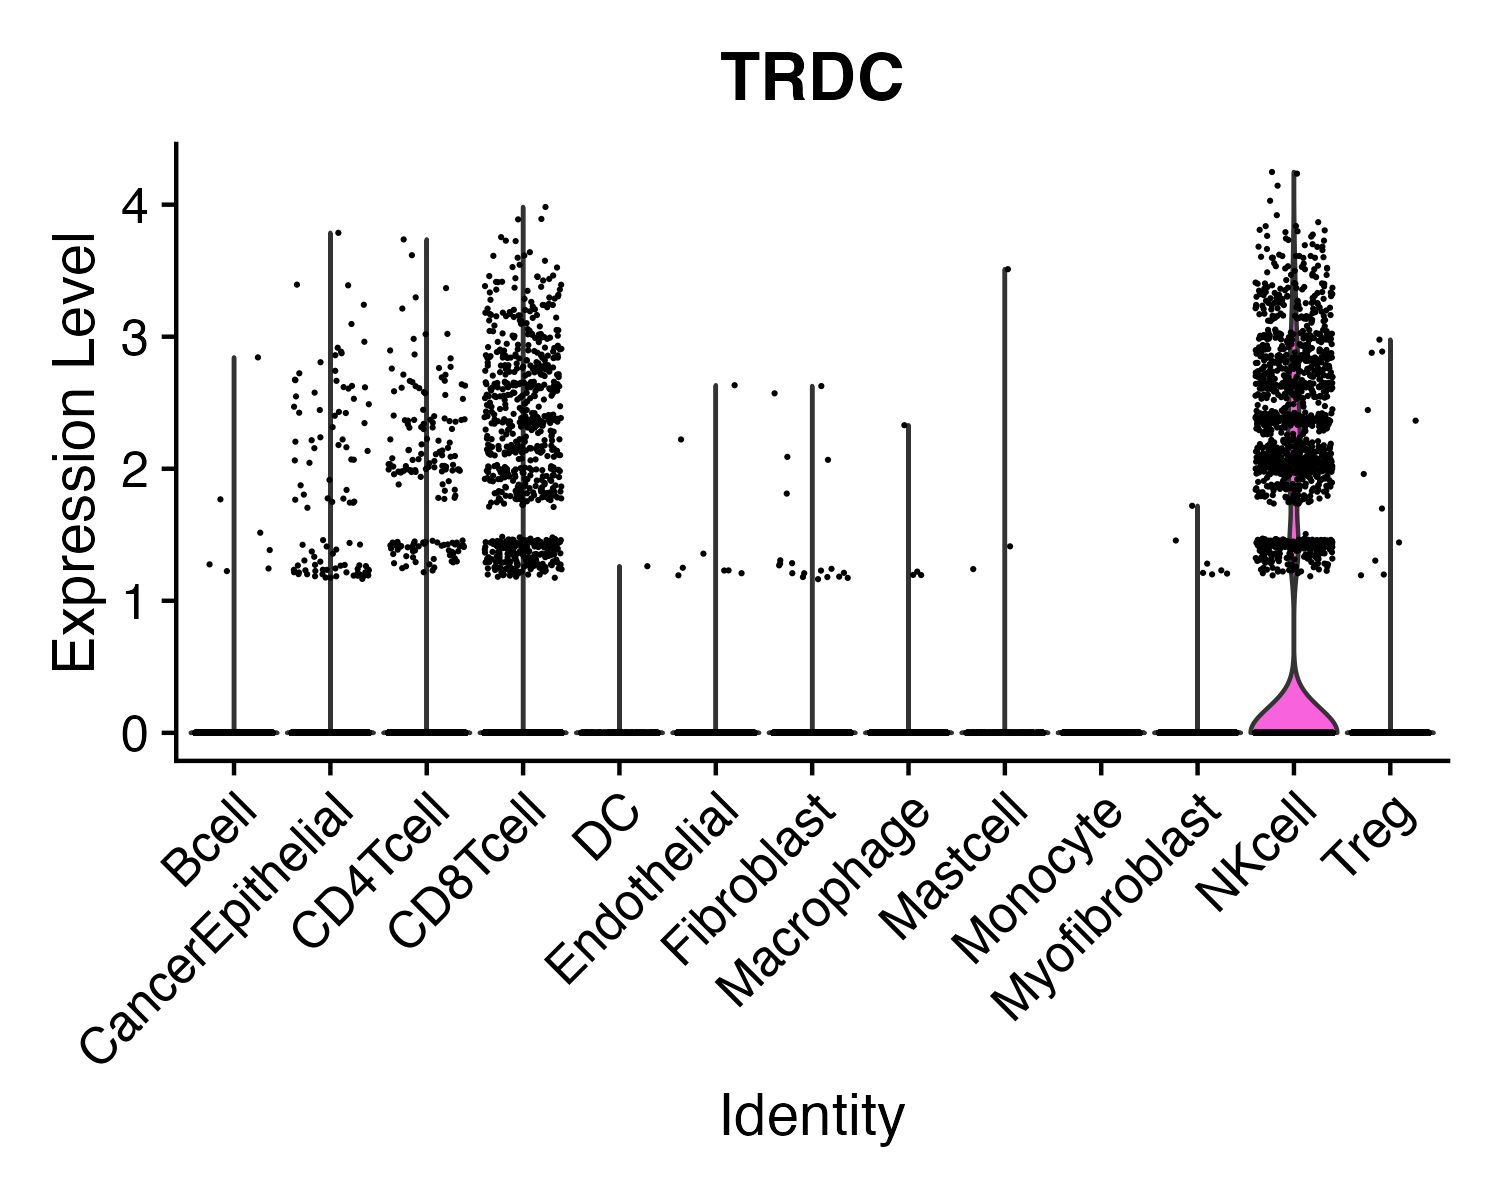 TRDC
Expression Level
4
3
2
1
0
Bcell
CancerEpithelial
CD4Tcell
CD8Tcell
DC
Endothelial
Fibroblast
Macrophage
Mastcell
Monocyte
Myofibroblast
NKcell
Treg
Identity